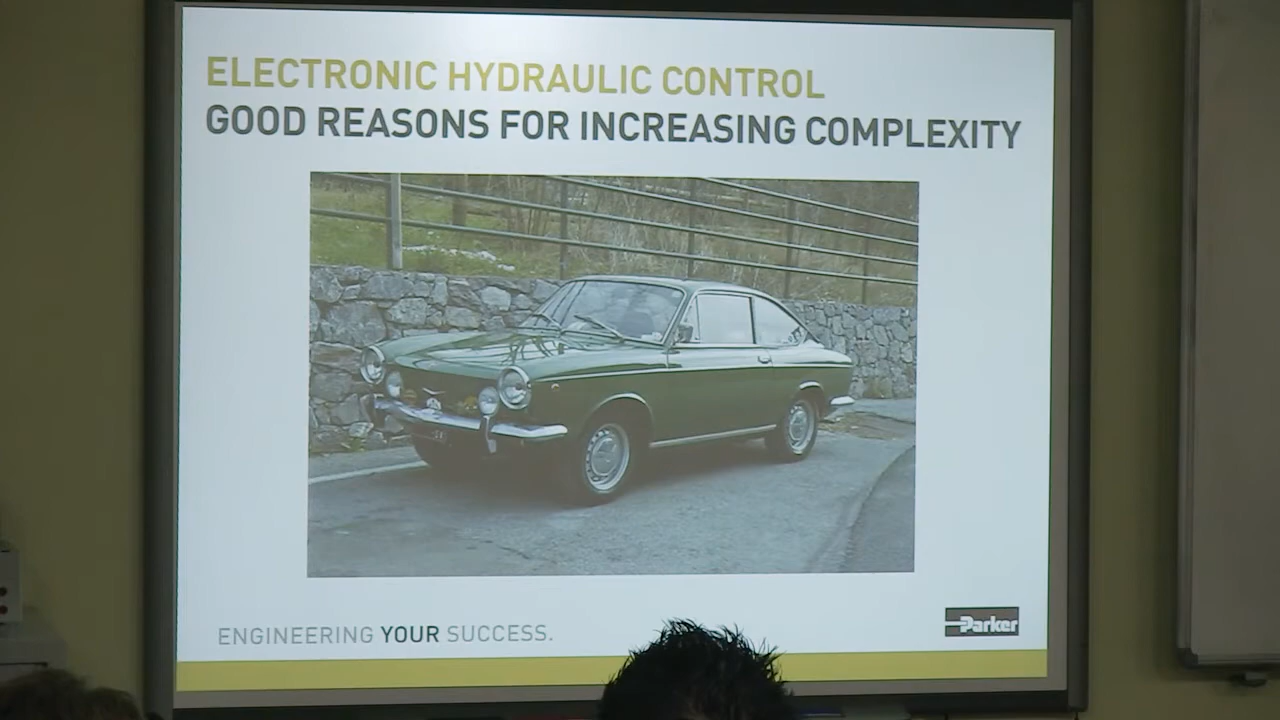 ELECTRONIC HYDRAULIC CONTROL
GOOD REASONS FOR INCREASING COMPLEXITY
ENGINEERING YOUR SUCCESS.
Parker